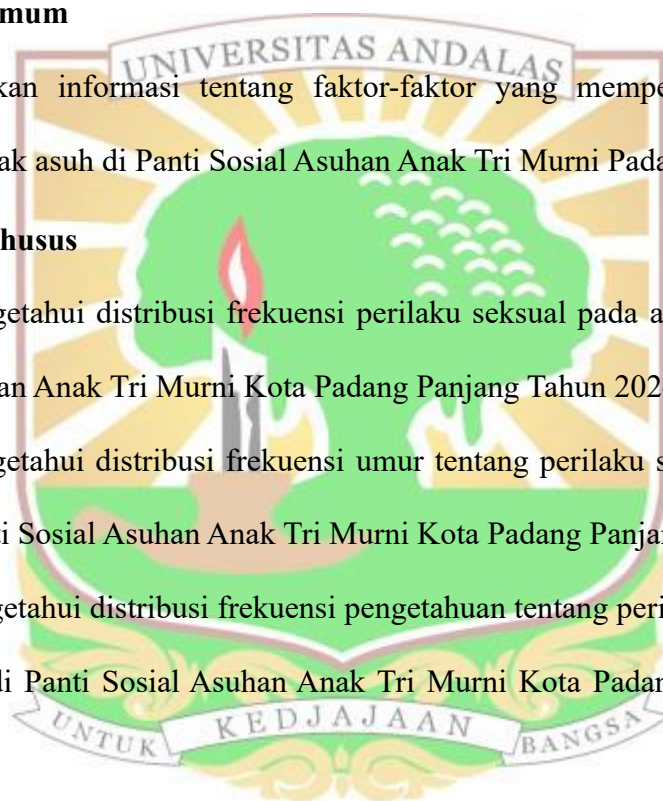 mum
UNIVERSITAS ANDALAS
kan informasi tentang faktor-faktor yang mempe
ak asuh di Panti Sosial Asuhan Anak Tri Murni Pada
husus
getahui distribusi frekuensi perilaku seksual pada a
an Anak Tri Murni Kota Padang Panjang Tahun 202
getahui distribusi frekuensi umur tentang perilaku s
ti Sosial Asuhan Anak Tri Murni Kota Padang Panja
getahui distribusi frekuensi pengetahuan tentang peri
di Panti Sosial Asuhan Anak Tri Murni Kota Padan
UNTUK KEDJAJAAN BANGSA